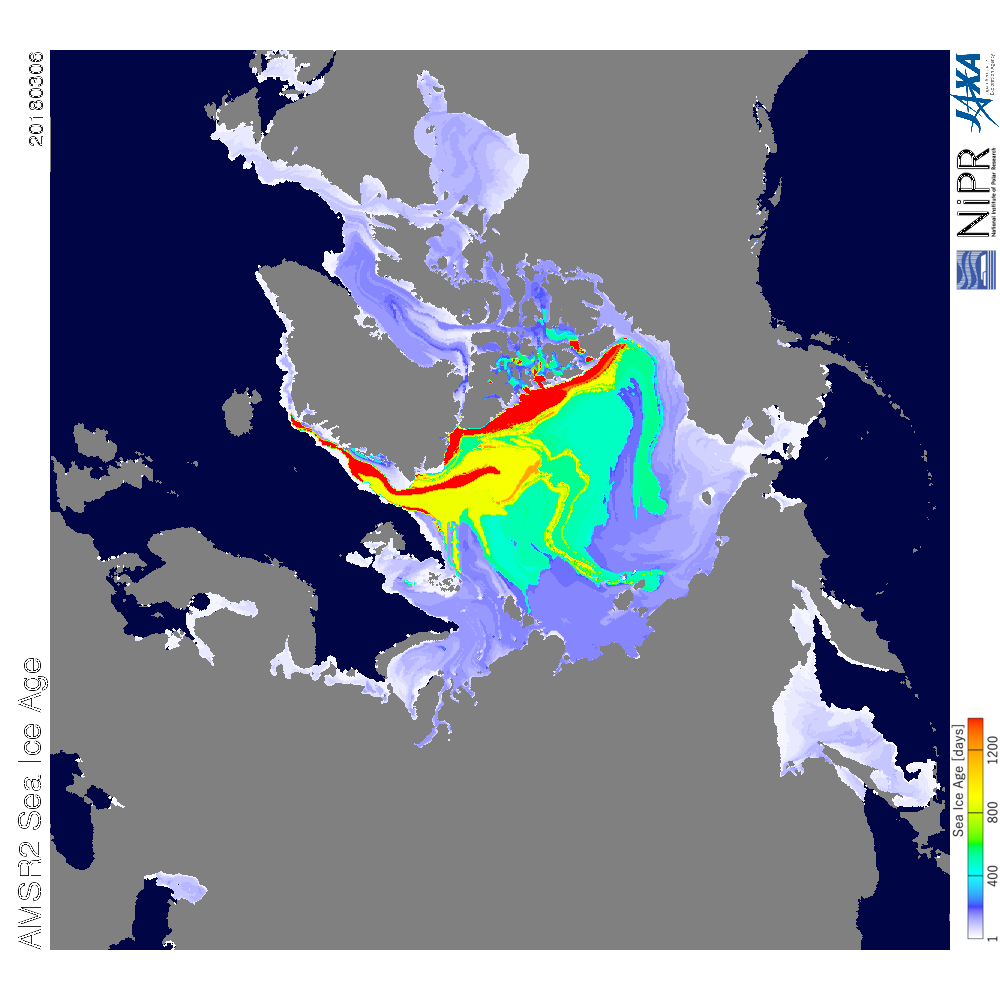 AMSR2 Sea Ice Age
20180306
Sea Ice Age [days]
1 400 800 1200
NiPR
National Institute of Polar Research
JAXA